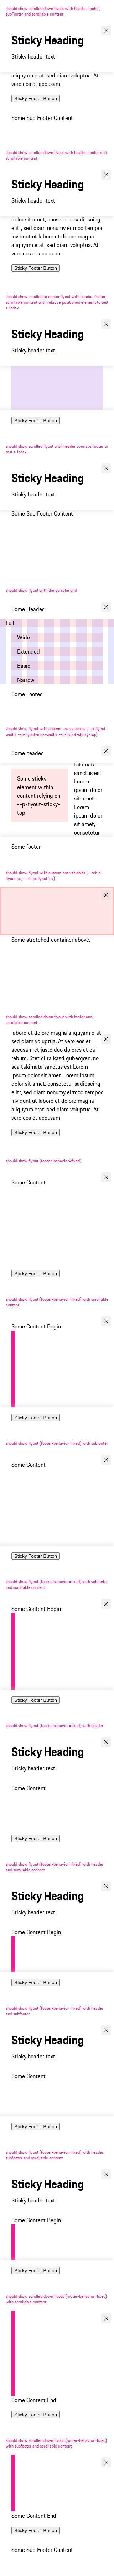 should show scrolled down flyout with header, footer,
subfooter and scrollable content
Sticky Heading
Sticky header text
aliquyam erat, sed diam voluptua. At
vero eos et accusam.
Sticky Footer Button
Some Sub Footer Content
should show scrolled down flyout with header, footer and
scrollable content
Sticky Heading
Sticky header text
dolor sit amet, consetetur sadipscing
elitr, sed diam nonumy eirmod tempor
invidunt ut labore et dolore magna
aliquyam erat, sed diam voluptua. At
vero eos et accusam.
Sticky Footer Button
should show scrolled to center flyout with header, footer,
scrollable content with relative positioned element to test
z-index
Sticky Heading
Sticky header text
Sticky Footer Button
should show scrolled flyout until header overlaps footer to
test z-index
Sticky Heading
Sticky header text
Some Sub Footer Content
should show flyout with the porsche grid
Some Header
Full
Wide
Extended
Basic
Narrow
Some Footer
should show flyout with custom css variables (--p-flyout-
width, --p-flyout-max-width, --p-flyout-sticky-top)
Some header
Some sticky
element within
content relying on
--p-flyout-sticky-
top
takimata
sanctus est
Lorem
ipsum dolor
sit amet.
Lorem
ipsum dolor
sit amet,
consetetur
Some footer
Some stretched container above.
should show scrolled down flyout with footer and
scrollable content
labore et dolore magna aliquyam erat,
sed diam voluptua. At vero eos et
accusam et justo duo dolores et ea
rebum. Stet clita kasd gubergren, no
sea takimata sanctus est Lorem
ipsum dolor sit amet. Lorem ipsum
dolor sit amet, consetetur sadipscing
elitr, sed diam nonumy eirmod tempor
invidunt ut labore et dolore magna
aliquyam erat, sed diam voluptua. At
vero eos et accusam.
Sticky Footer Button
should show flyout (footer-behavior=fixed)
Some Content
Sticky Footer Button
should show flyout (footer-behavior=fixed) with scrollable
content
Some Content Begin
Sticky Footer Button
should show flyout (footer-behavior=fixed) with subfooter
Some Content
Sticky Footer Button
should show flyout (footer-behavior=fixed) with subfooter
and scrollable content
Some Content Begin
Sticky Footer Button
should show flyout (footer-behavior=fixed) with header
Sticky Heading
Sticky header text
Some Content
Sticky Footer Button
should show flyout (footer-behavior=fixed) with header
and scrollable content
Sticky Heading
Sticky header text
Some Content Begin
Sticky Footer Button
should show flyout (footer-behavior=fixed) with header
and subfooter
Sticky Heading
Sticky header text
Some Content
Sticky Footer Button
should show flyout (footer-behavior=fixed) with header,
subfooter and scrollable content
Sticky Heading
Sticky header text
Some Content Begin
Sticky Footer Button
should show scrolled down flyout (footer-behavior=fixed)
with scrollable content
Some Content End
Sticky Footer Button
should show scrolled down flyout (footer-behavior=fixed)
with subfooter and scrollable content
Some Content End
Sticky Footer Button
Some Sub Footer Content